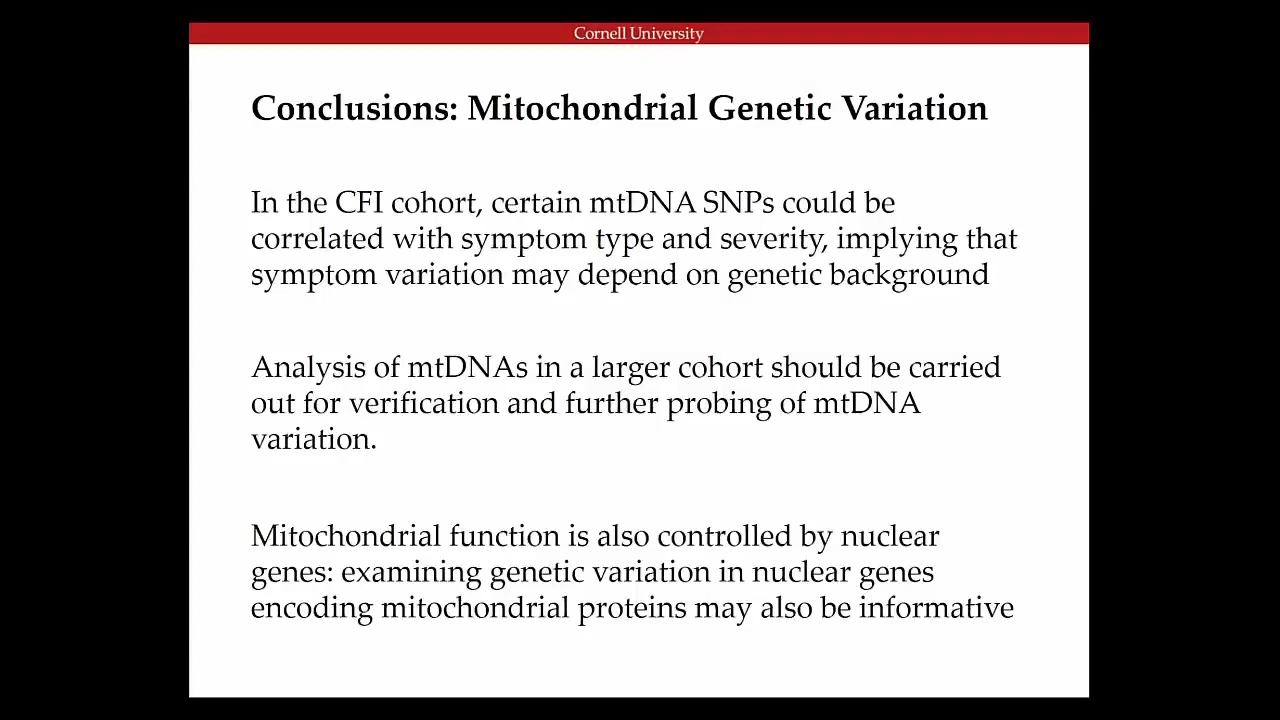 Cornell University
Conclusions: Mitochondrial Genetic Variation
In the CFI cohort, certain mtDNA SNPs could be
correlated with symptom type and severity, implying that
symptom variation may depend on genetic background
Analysis of mtDNAs in a larger cohort should be carried
out for verification and further probing of mtDNA
variation.
Mitochondrial function is also controlled by nuclear
genes: examining genetic variation in nuclear genes
encoding mitochondrial proteins may also be informative